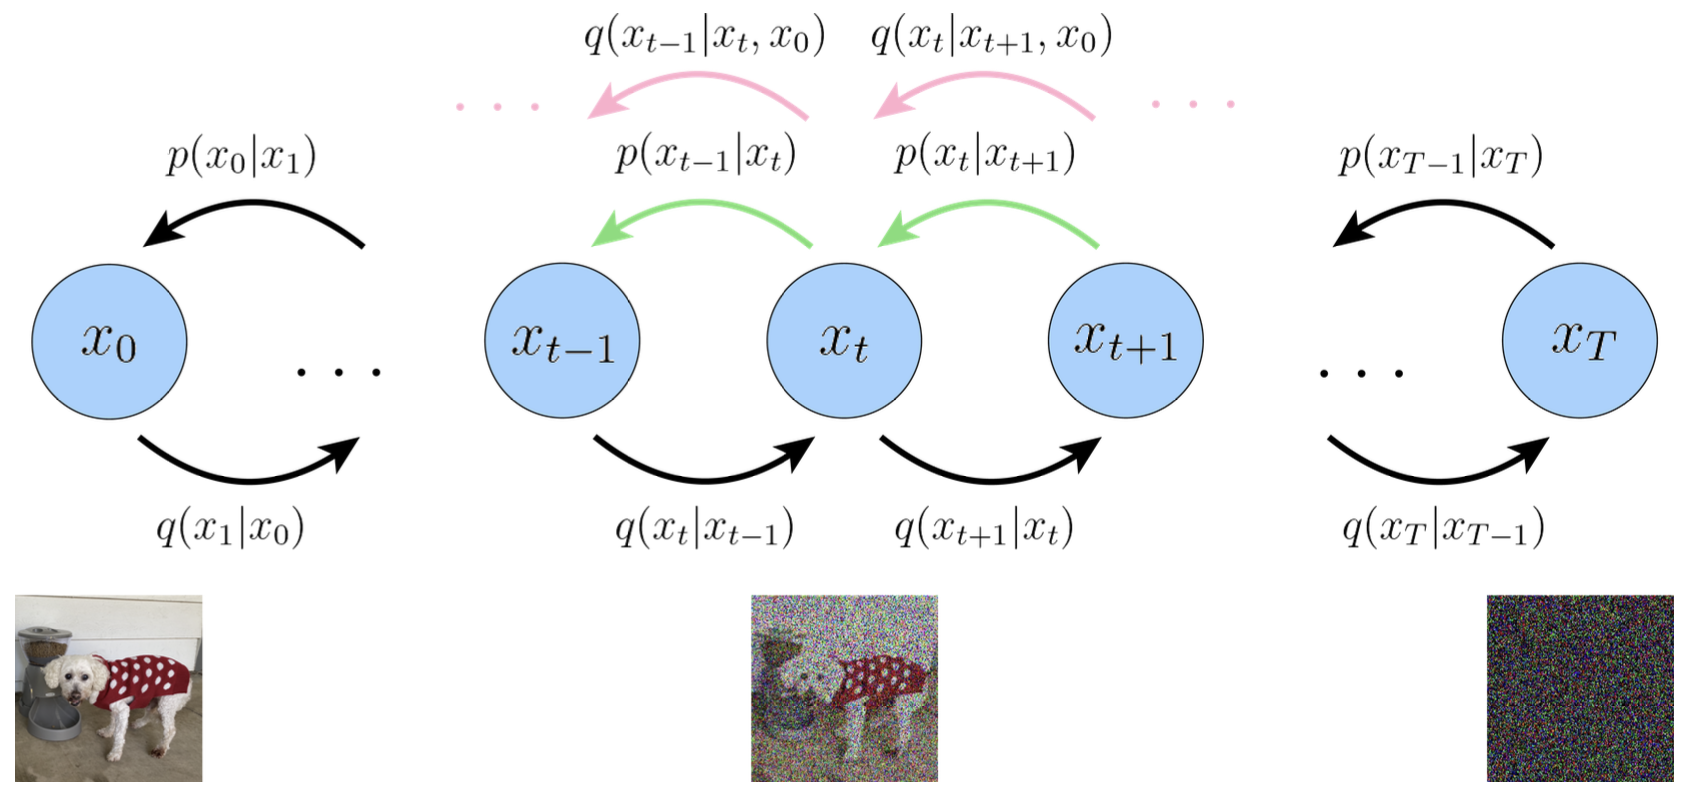 q(x_{t−1}|x_t, x_0) q(x_t|x_{t+1}, x_0)
p(x_0|x_1) p(x_{t−1}|x_t) p(x_t|x_{t+1}) p(x_{T−1}|x_T)
x_0 . . . x_{t−1} x_t x_{t+1} . . . x_T
q(x_1|x_0) q(x_t|x_{t−1}) q(x_{t+1}|x_t) q(x_T|x_{T−1})